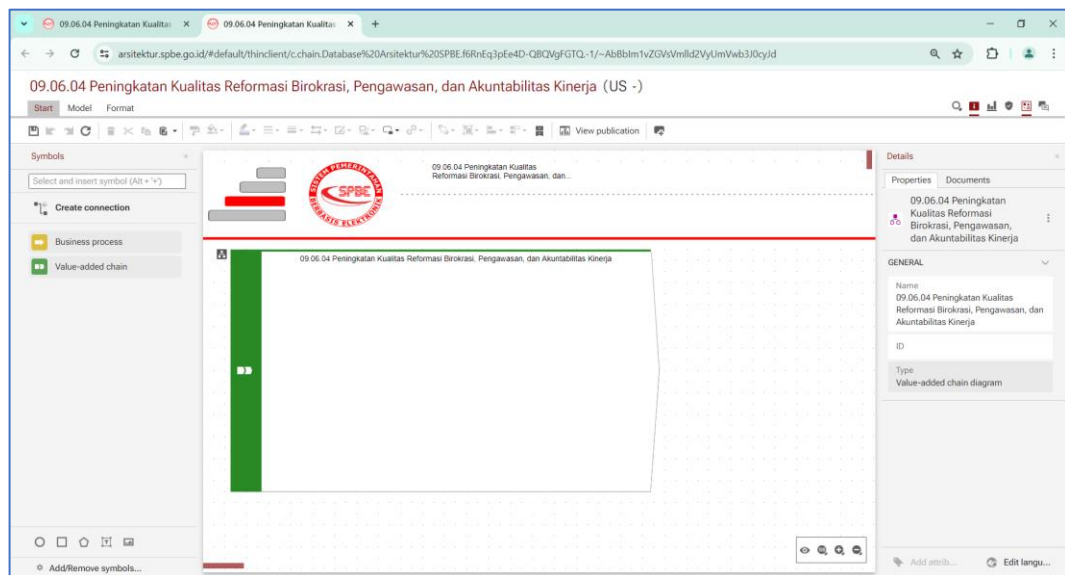 09.06.04 Peningkatan Kualitas
09.06.04 Peningkatan Kualitas
arsitektur.spbe.go.id/#default/thinclient/c.chain.Database%20Arsitektur%20SPBE.f6RnEq3pEe4D-QBQVgFGTQ.-1/~AbBbIm1vZGVsVmlld2VyUmVwb3J0cyJd
09.06.04 Peningkatan Kualitas Reformasi Birokrasi, Pengawasan, dan Akuntabilitas Kinerja (US -)
Start Model Format
View publication
Symbols
Select and insert symbol (Alt + '+')
Create connection
Business process
Value-added chain
Add/Remove symbols...
SISTEM PEMERINTAHAN
SPBE
BERBASIS ELEKTRONIK
09.06.04 Peningkatan Kualitas
Reformasi Birokrasi, Pengawasan, dan...
09.06.04 Peningkatan Kualitas Reformasi Birokrasi, Pengawasan, dan Akuntabilitas Kinerja
Details
Properties Documents
09.06.04 Peningkatan
Kualitas Reformasi
Birokrasi, Pengawasan,
dan Akuntabilitas Kinerja
GENERAL
Name
09.06.04 Peningkatan Kualitas
Reformasi Birokrasi, Pengawasan, dan
Akuntabilitas Kinerja
ID
Type
Value-added chain diagram
Add attrib... Edit langu...